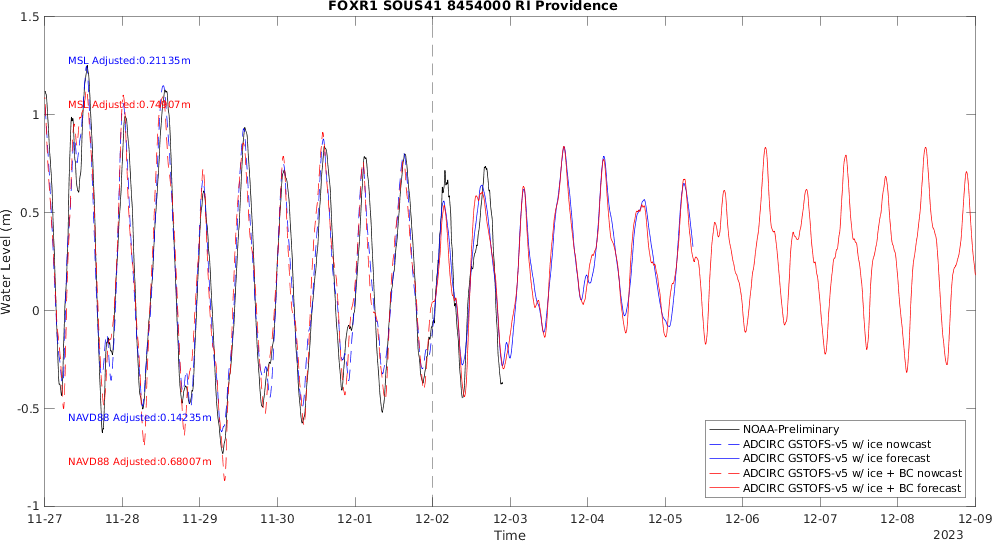 FOXR1 SOUS41 8454000 RI Providence
1.5
1
0.5
0
-0.5
-1
Water Level (m)
MSL Adjusted:0.21135m
NAVD88 Adjusted:0.14235m
NAVD88 Adjusted:0.68007m
NOAA-Preliminary
ADCIRC GSTOFS-v5 w/ ice nowcast
ADCIRC GSTOFS-v5 w/ ice forecast
ADCIRC GSTOFS-v5 w/ ice + BC nowcast
ADCIRC GSTOFS-v5 w/ ice + BC forecast
11-27 11-28 11-29 11-30 12-01 12-02 12-03 12-04 12-05 12-06 12-07 12-08 12-09
Time
2023
MSL Adjusted: